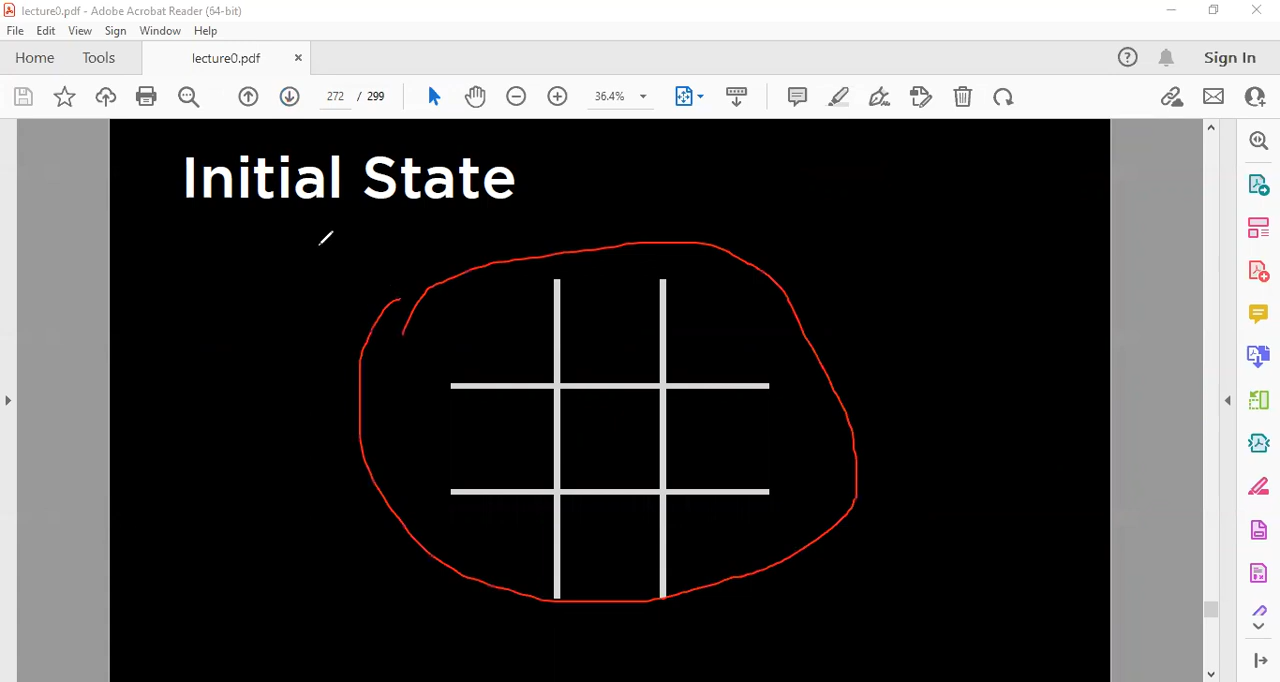 lecture0.pdf - Adobe Acrobat Reader (64-bit)
File Edit View Sign Window Help
Home Tools lecture0.pdf × Sign In
272 / 299 36.4%
Initial State